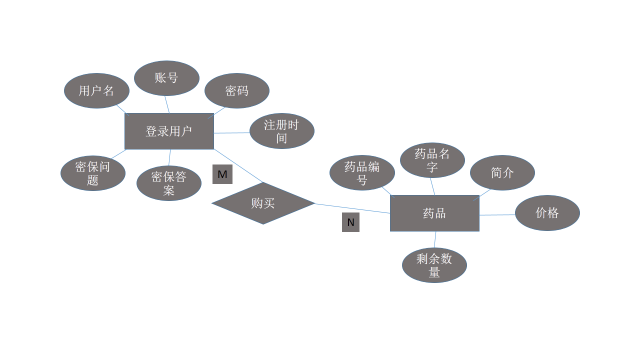 账号
用户名
密码
登录用户
注册时
间
密保问
题
密保答
案
M
购买
N
药品名
字
药品编
号
简介
药品
价格
剩余数
量